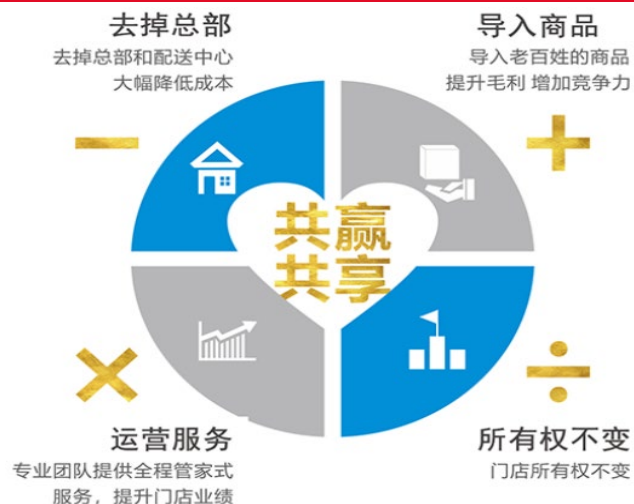 去掉总部
去掉总部和配送中心
大幅降低成本
导入商品
导入老百姓的商品
提升毛利 增加竞争力
共赢
共享
运营服务
专业团队提供全程管家式
服务，提升门店业绩
所有权不变
门店所有权不变